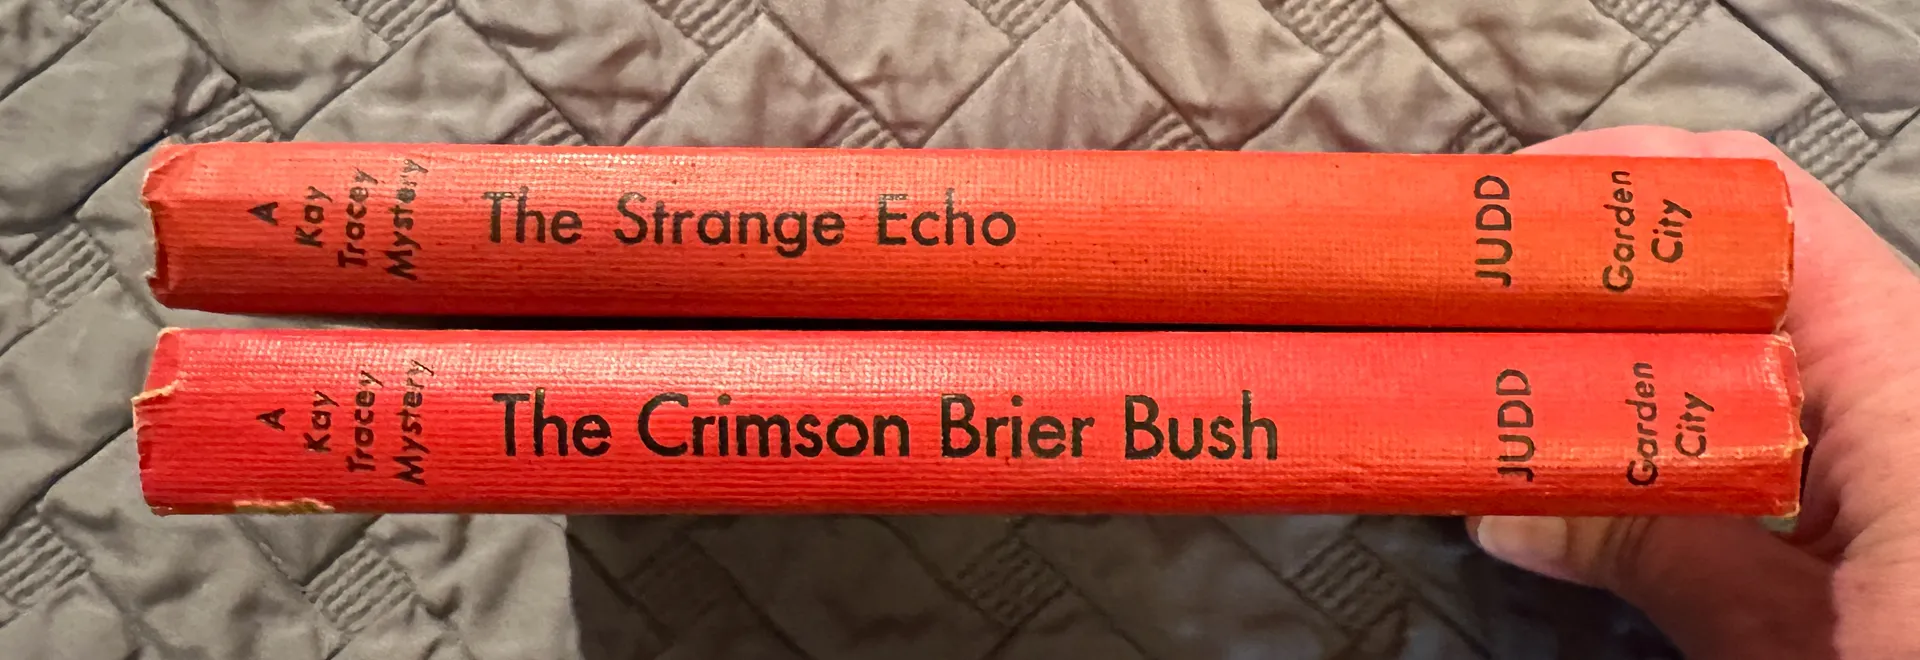 A
Kay
Tracey
Mystery
The Strange Echo
JUDD
Garden
City
A
Kay
Tracey
Mystery
The Crimson Brier Bush
JUDD
Garden
City